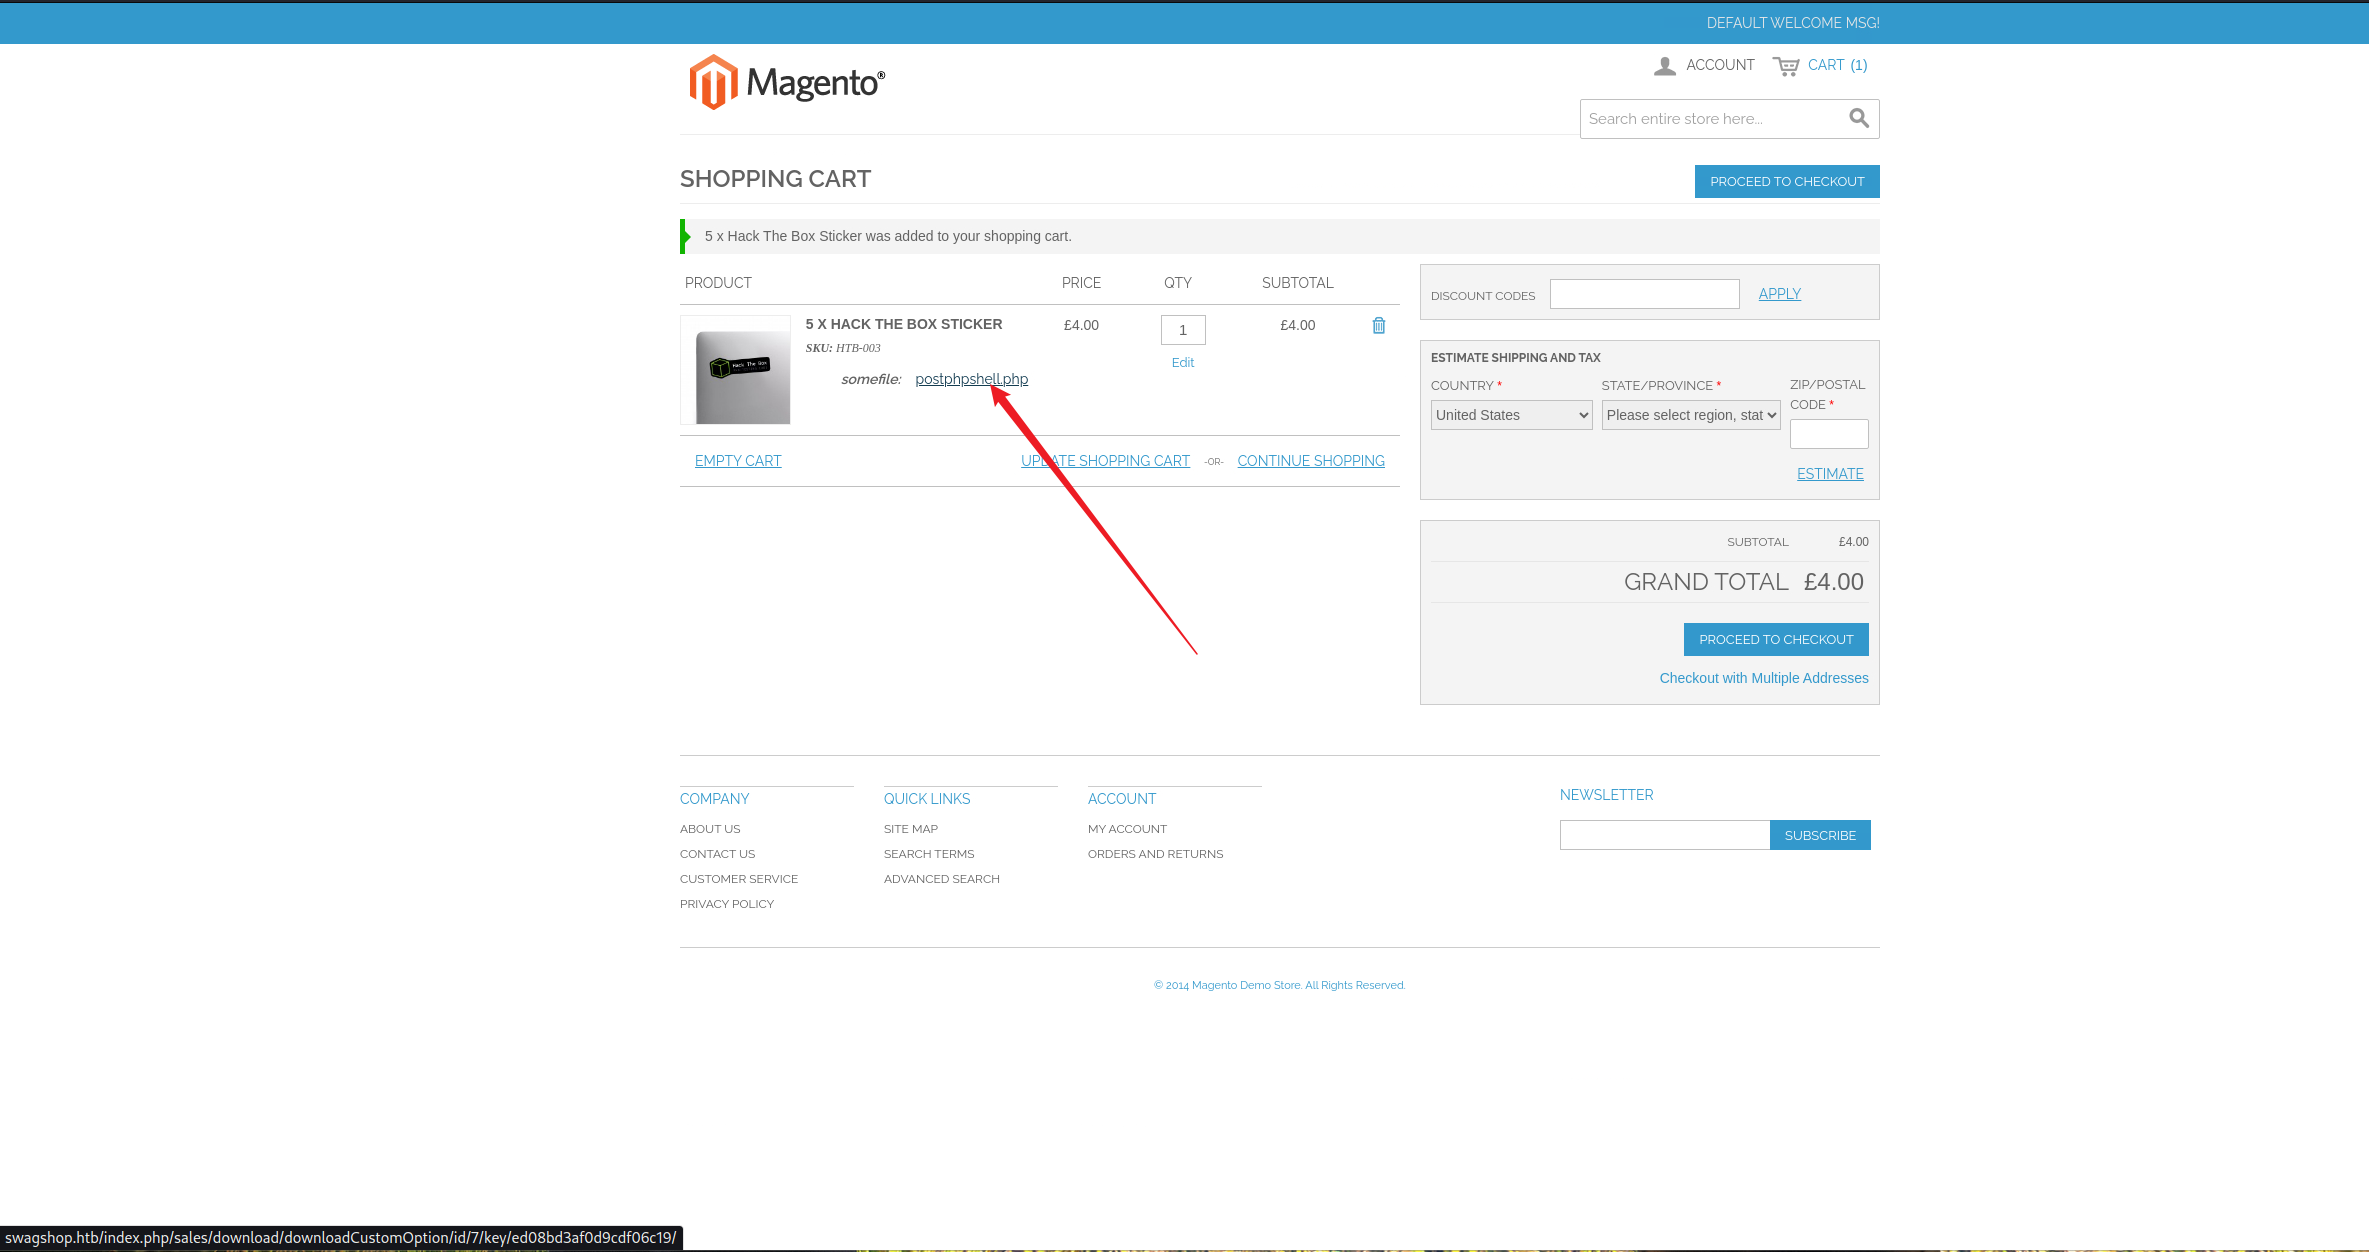 DEFAULT WELCOME MSG!
Magento®
ACCOUNT CART (1)
Search entire store here...
SHOPPING CART
PROCEED TO CHECKOUT
5 x Hack The Box Sticker was added to your shopping cart.
PRODUCT PRICE QTY SUBTOTAL
5 X HACK THE BOX STICKER £4.00 1 £4.00
SKU: HTB-003
Edit
somefile: postphpshell.php
Hack The Box
EMPTY CART UPDATE SHOPPING CART -OR- CONTINUE SHOPPING
DISCOUNT CODES APPLY
ESTIMATE SHIPPING AND TAX
COUNTRY * STATE/PROVINCE * ZIP/POSTAL CODE *
United States Please select region, stat
ESTIMATE
SUBTOTAL £4.00
GRAND TOTAL £4.00
PROCEED TO CHECKOUT
Checkout with Multiple Addresses
COMPANY
ABOUT US
CONTACT US
CUSTOMER SERVICE
PRIVACY POLICY
QUICK LINKS
SITE MAP
SEARCH TERMS
ADVANCED SEARCH
ACCOUNT
MY ACCOUNT
ORDERS AND RETURNS
NEWSLETTER
SUBSCRIBE
© 2014 Magento Demo Store. All Rights Reserved.
swagshop.htb/index.php/sales/download/downloadCustomOption/id/7/key/ed08bd3af0d9cdf06c19/